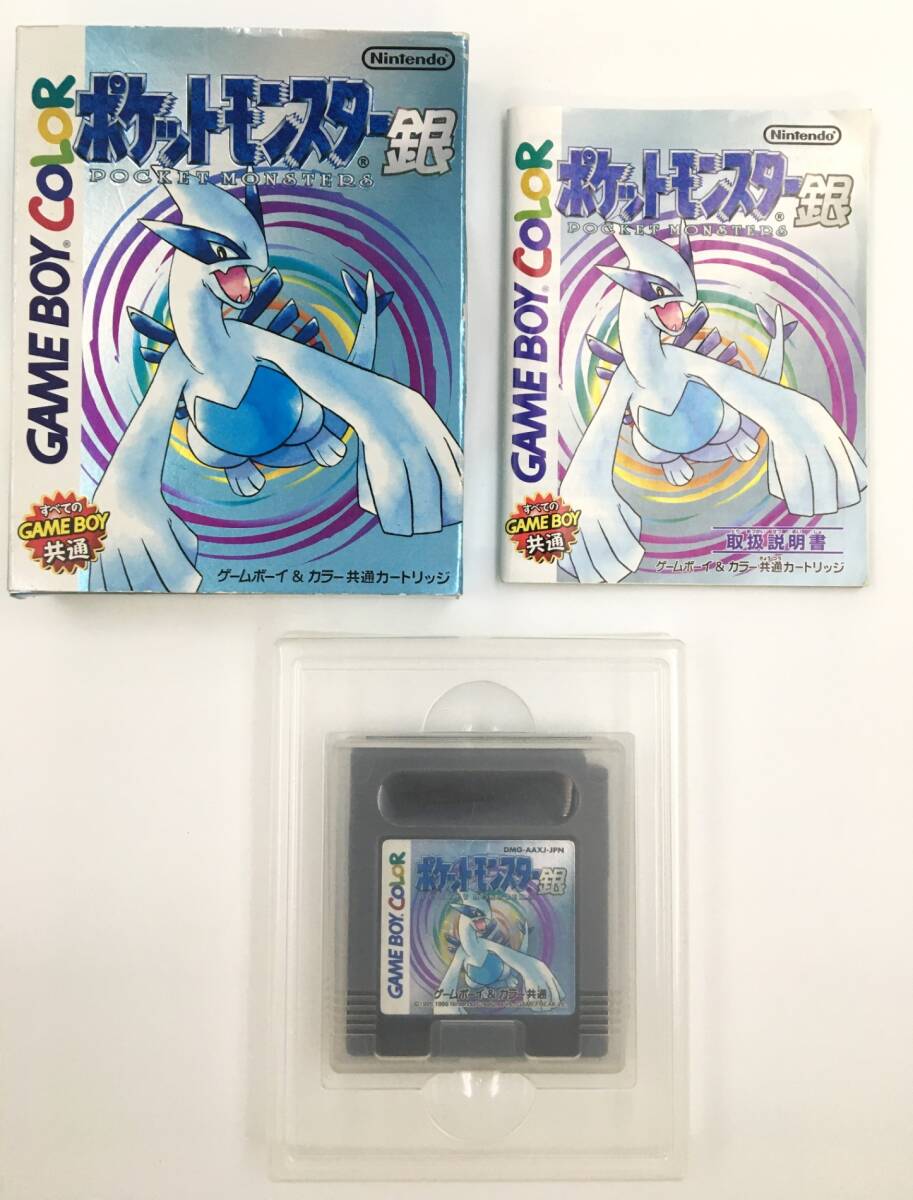 Nintendo®
GAME BOY® COLOR
ポケットモンスター®銀
POCKET MONSTERS
すべての
GAME BOY
共通
ゲームボーイ & カラー 共通カートリッジ
Nintendo®
GAME BOY® COLOR
ポケットモンスター®銀
POCKET MONSTERS
すべての
GAME BOY
共通
取扱説明書
ゲームボーイ & カラー 共通カートリッジ
DMG-AAXJ-JPN
GAME BOY® COLOR
ポケットモンスター銀
POCKET MONSTERS
ゲームボーイ & カラー 共通